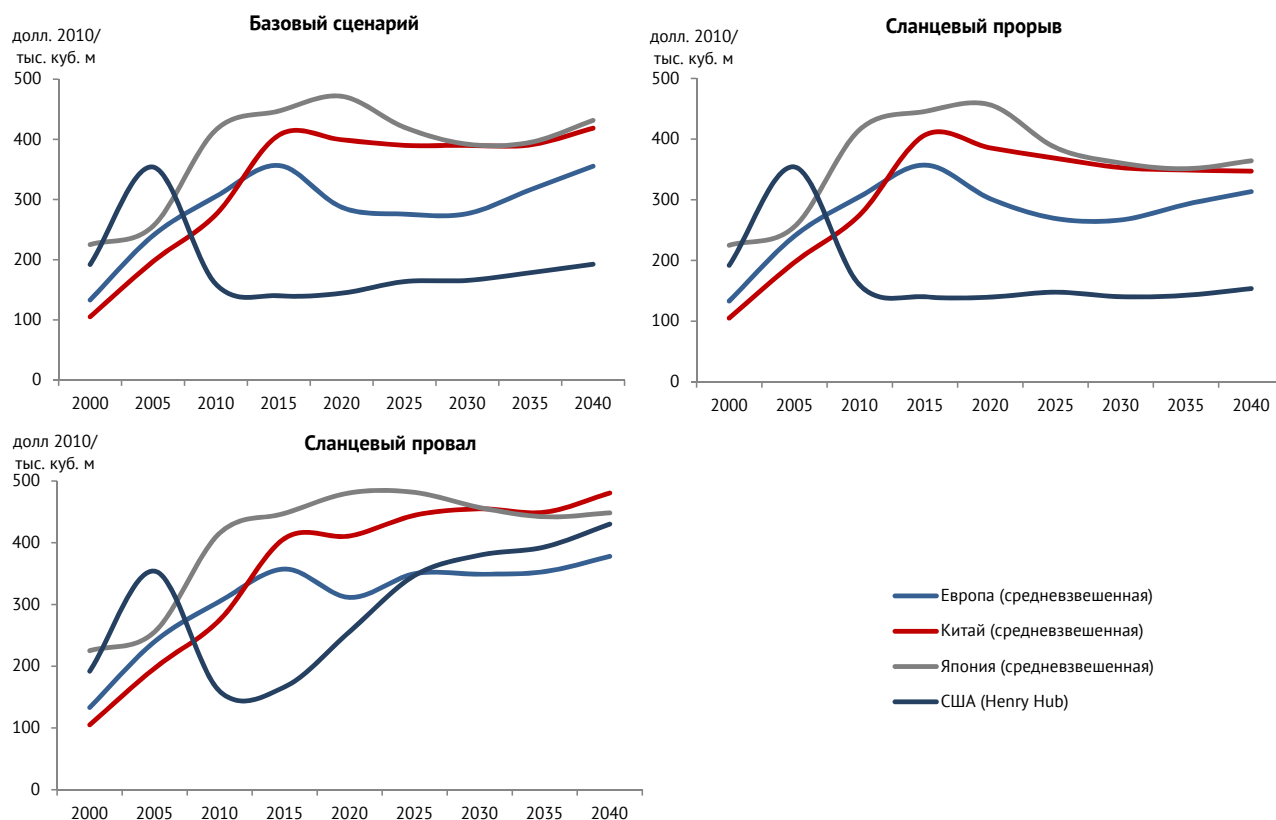 Базовый сценарий
долл. 2010/
тыс. куб. м
500
400
300
200
100
0
2000 2005 2010 2015 2020 2025 2030 2035 2040
Сланцевый прорыв
долл. 2010/
тыс. куб. м
500
400
300
200
100
0
2000 2005 2010 2015 2020 2025 2030 2035 2040
Сланцевый провал
долл 2010/
тыс. куб. м
500
400
300
200
100
0
2000 2005 2010 2015 2020 2025 2030 2035 2040
Европа (средневзвешенная)
Китай (средневзвешенная)
Япония (средневзвешенная)
США (Henry Hub)